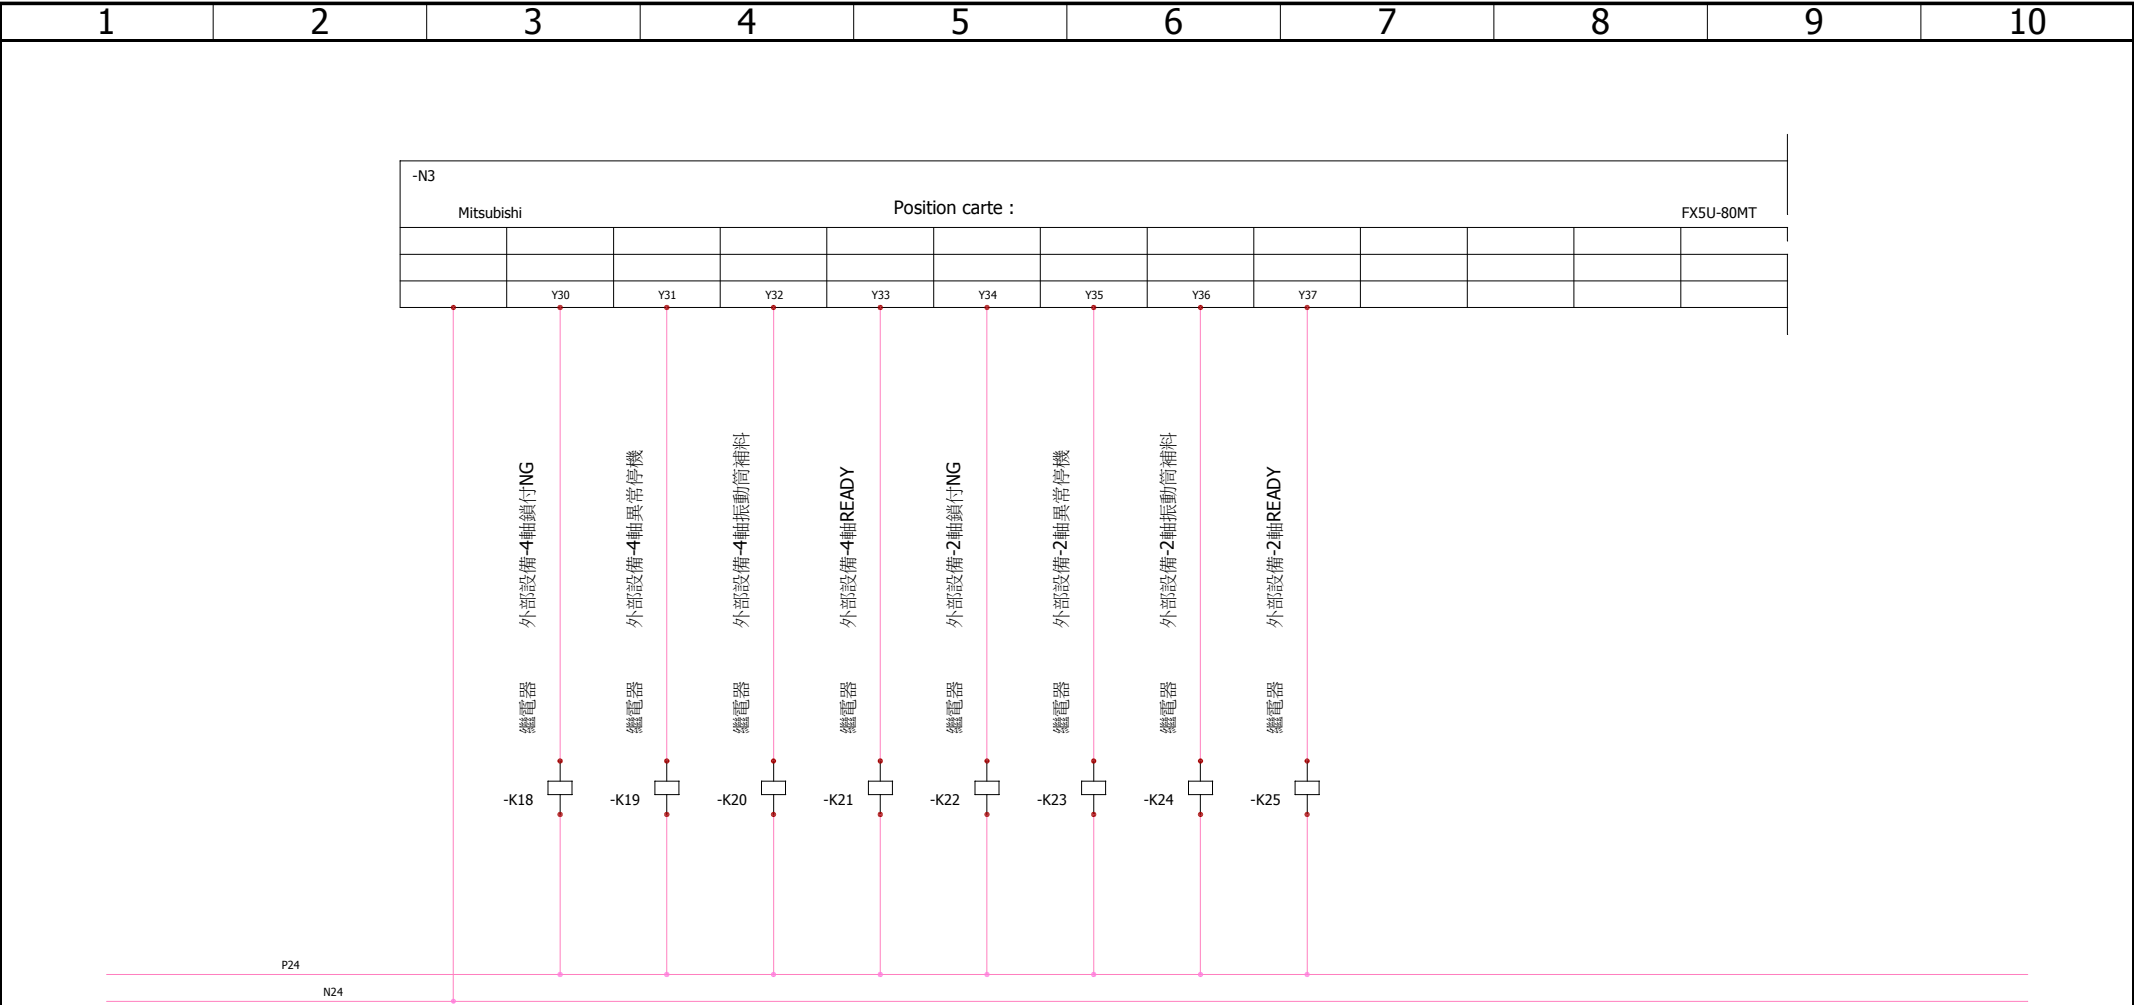 1 2 3 4 5 6 7 8 9 10
-N3
Mitsubishi Position carte : FX5U-80MT
Y30 Y31 Y32 Y33 Y34 Y35 Y36 Y37
外部設備-4軸鎖付NG
外部設備-4軸異常停機
外部設備-4軸振動筒補料
外部設備-4軸READY
外部設備-2軸鎖付NG
外部設備-2軸異常停機
外部設備-2軸振動筒補料
外部設備-2軸READY
繼電器
繼電器
繼電器
繼電器
繼電器
繼電器
繼電器
繼電器
-K18 -K19 -K20 -K21 -K22 -K23 -K24 -K25
P24
N24